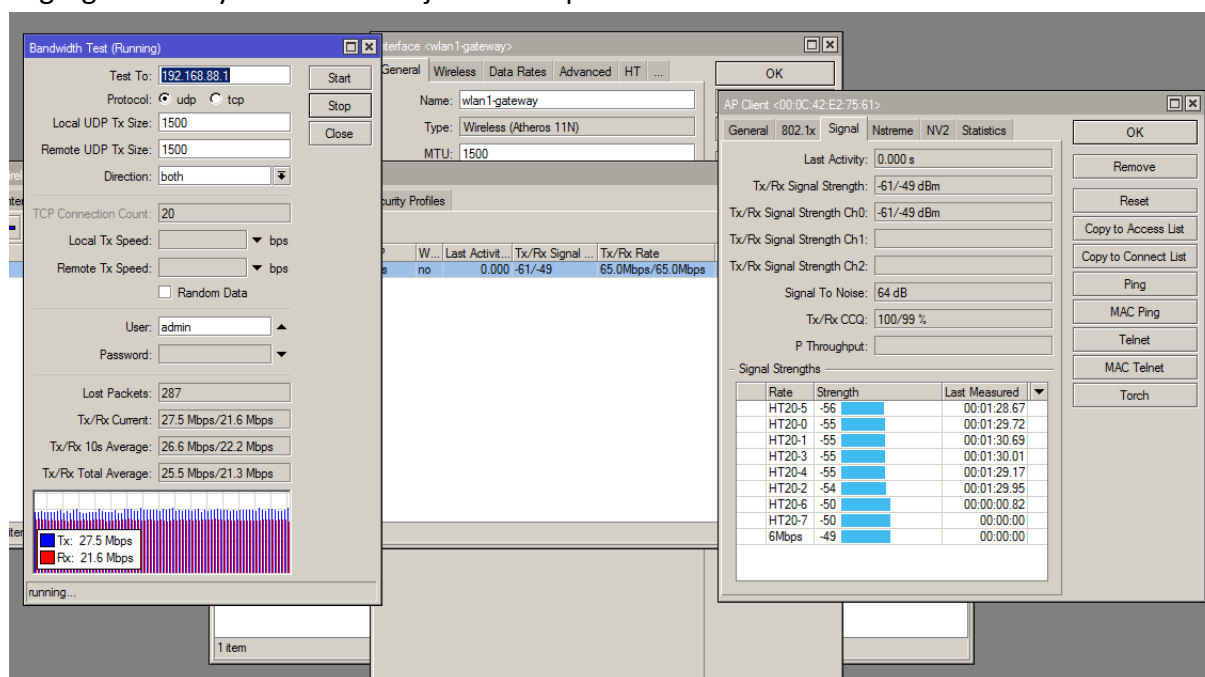 Bandwidth Test (Running)
Test To: 192.168.88.1
Protocol: udp tcp
Local UDP Tx Size: 1500
Remote UDP Tx Size: 1500
Direction: both
TCP Connection Count: 20
Local Tx Speed: bps
Remote Tx Speed: bps
Random Data
User: admin
Password:
Lost Packets: 287
Tx/Rx Current: 27.5 Mbps/21.6 Mbps
Tx/Rx 10s Average: 26.6 Mbps/22.2 Mbps
Tx/Rx Total Average: 25.5 Mbps/21.3 Mbps
Tx: 27.5 Mbps
Rx: 21.6 Mbps
running...
Start
Stop
Close
terface <wlan1-gateway>
General Wireless Data Rates Advanced HT ...
Name: wlan1-gateway
Type: Wireless (Atheros 11N)
MTU: 1500
OK
curity Profiles
W... Last Activit... Tx/Rx Signal ... Tx/Rx Rate
s no 0.000 -61/-49 65.0Mbps/65.0Mbps
1 item
AP Client <00:0C:42:E2:75:61>
General 802.1x Signal Nstreme NV2 Statistics
Last Activity: 0.000 s
Tx/Rx Signal Strength: -61/-49 dBm
Tx/Rx Signal Strength Ch0: -61/-49 dBm
Tx/Rx Signal Strength Ch1:
Tx/Rx Signal Strength Ch2:
Signal To Noise: 64 dB
Tx/Rx CCQ: 100/99 %
P Throughput:
Signal Strengths
Rate Strength Last Measured
HT20-5 -56 00:01:28.67
HT20-0 -55 00:01:29.72
HT20-1 -55 00:01:30.69
HT20-3 -55 00:01:30.01
HT20-4 -55 00:01:29.17
HT20-2 -54 00:01:29.95
HT20-6 -50 00:00:00.82
HT20-7 -50 00:00:00
6Mbps -49 00:00:00
OK
Remove
Reset
Copy to Access List
Copy to Connect List
Ping
MAC Ping
Telnet
MAC Telnet
Torch